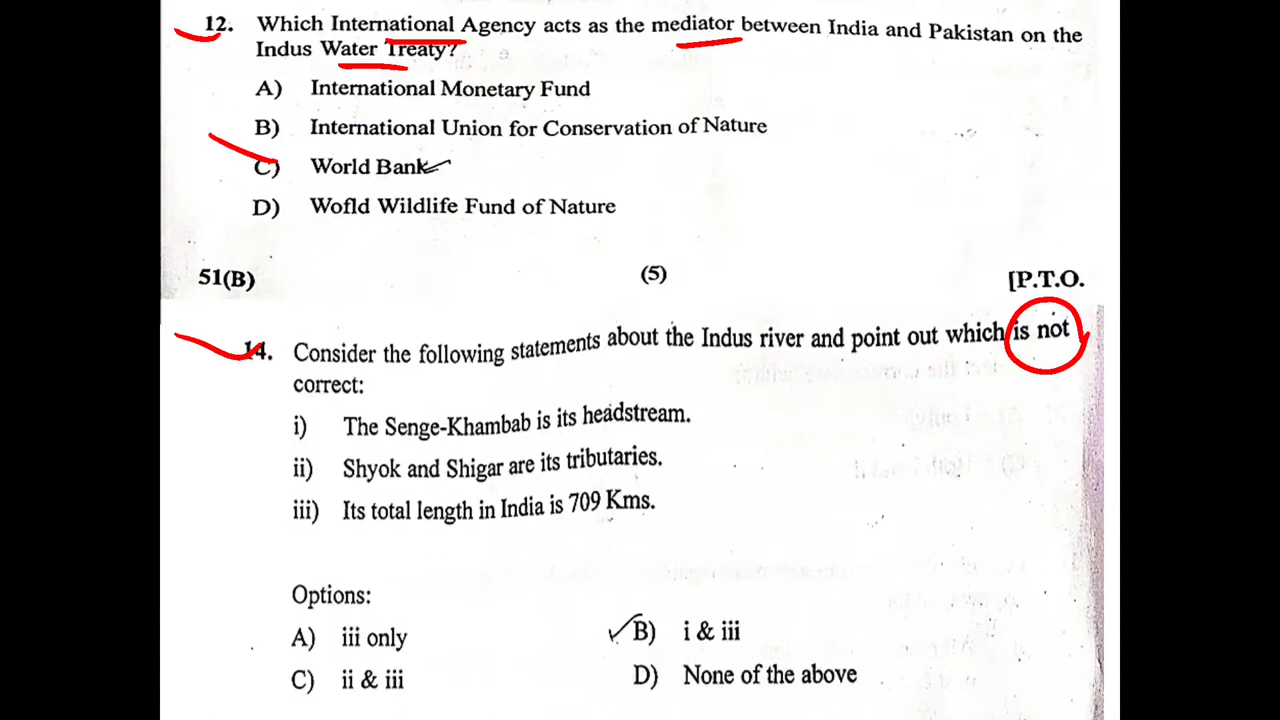 12. Which International Agency acts as the mediator between India and Pakistan on the
Indus Water Treaty?
A) International Monetary Fund
B) International Union for Conservation of Nature
C) World Bank
D) Wofld Wildlife Fund of Nature
51(B) (5) [P.T.O.
14. Consider the following statements about the Indus river and point out which is not
correct:
i) The Senge-Khambab is its headstream.
ii) Shyok and Shigar are its tributaries.
iii) Its total length in India is 709 Kms.
Options:
A) iii only B) i & iii
C) ii & iii D) None of the above